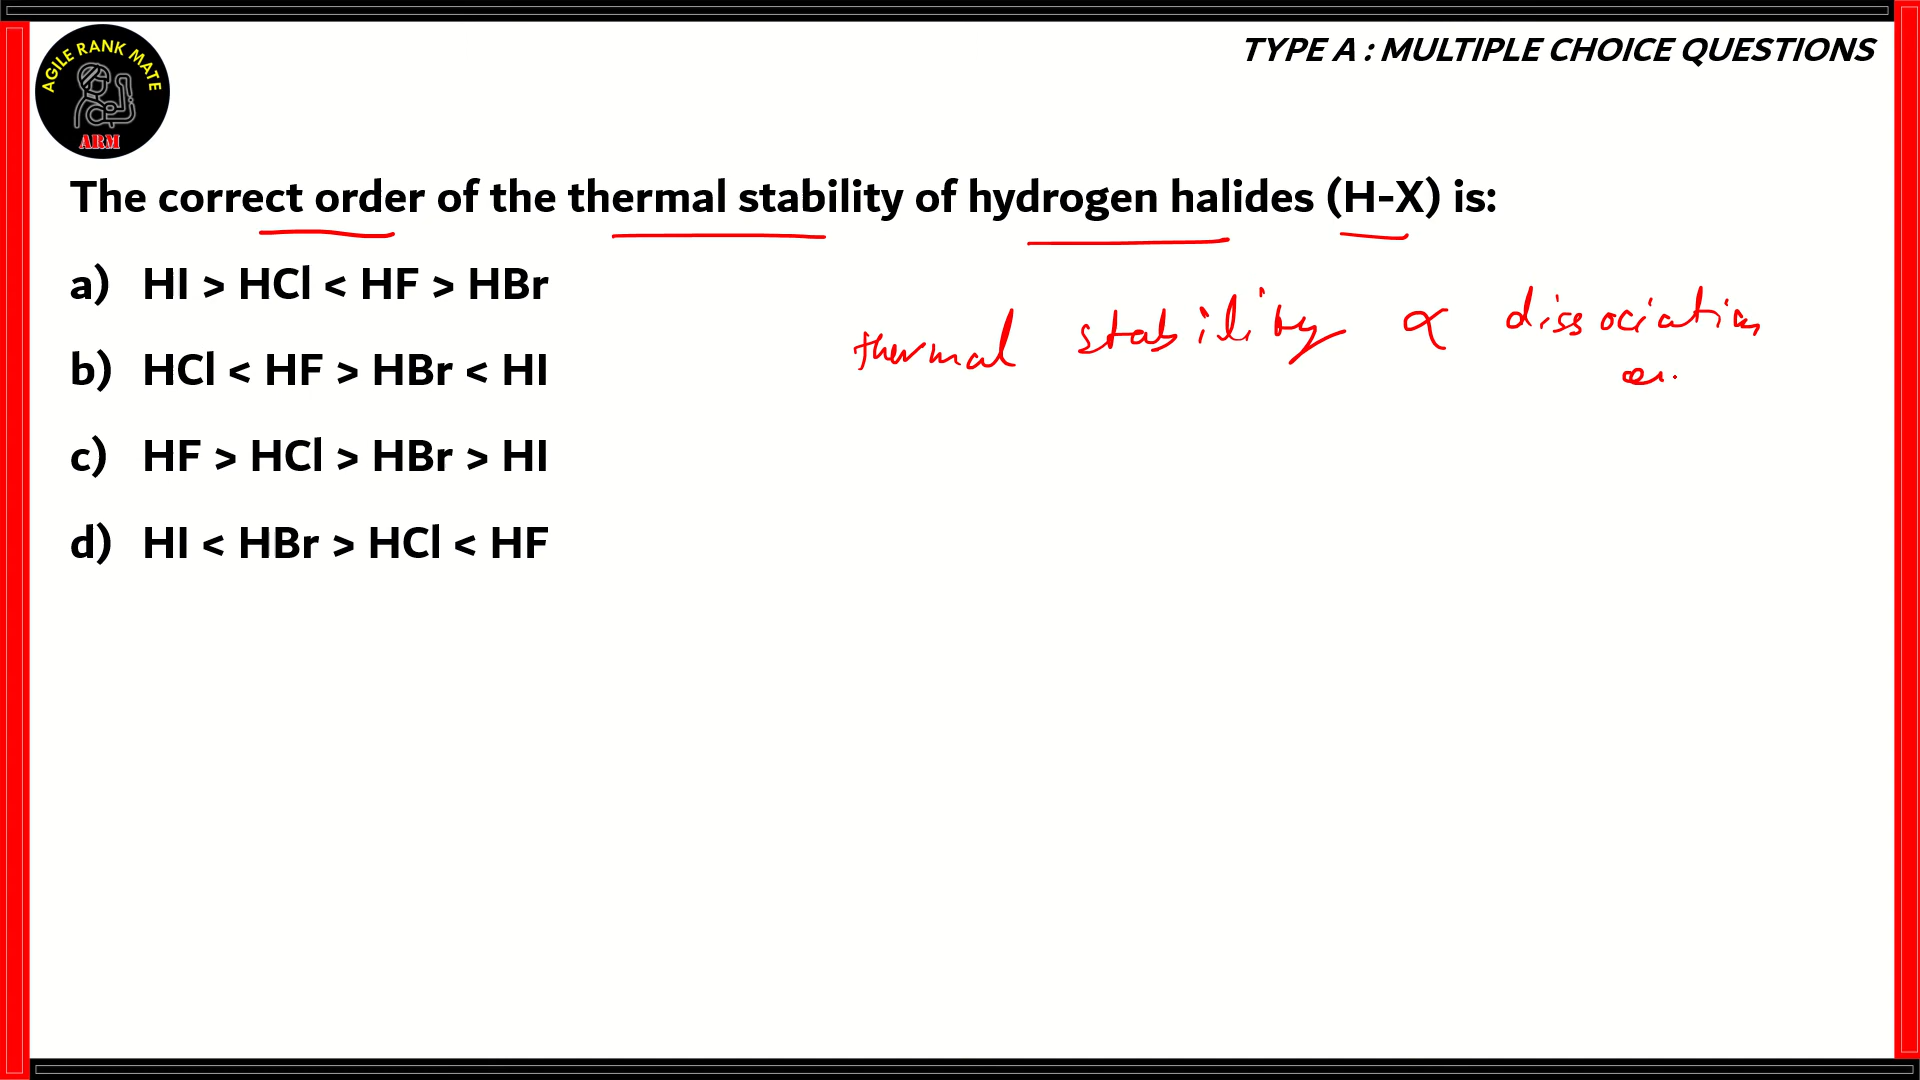 AGILE RANK MATE
ARM
TYPE A : MULTIPLE CHOICE QUESTIONS
The correct order of the thermal stability of hydrogen halides (H-X) is:
a) HI > HCl < HF > HBr
b) HCl < HF > HBr < HI
c) HF > HCl > HBr > HI
d) HI < HBr > HCl < HF
thermal stability ∝ dissociation